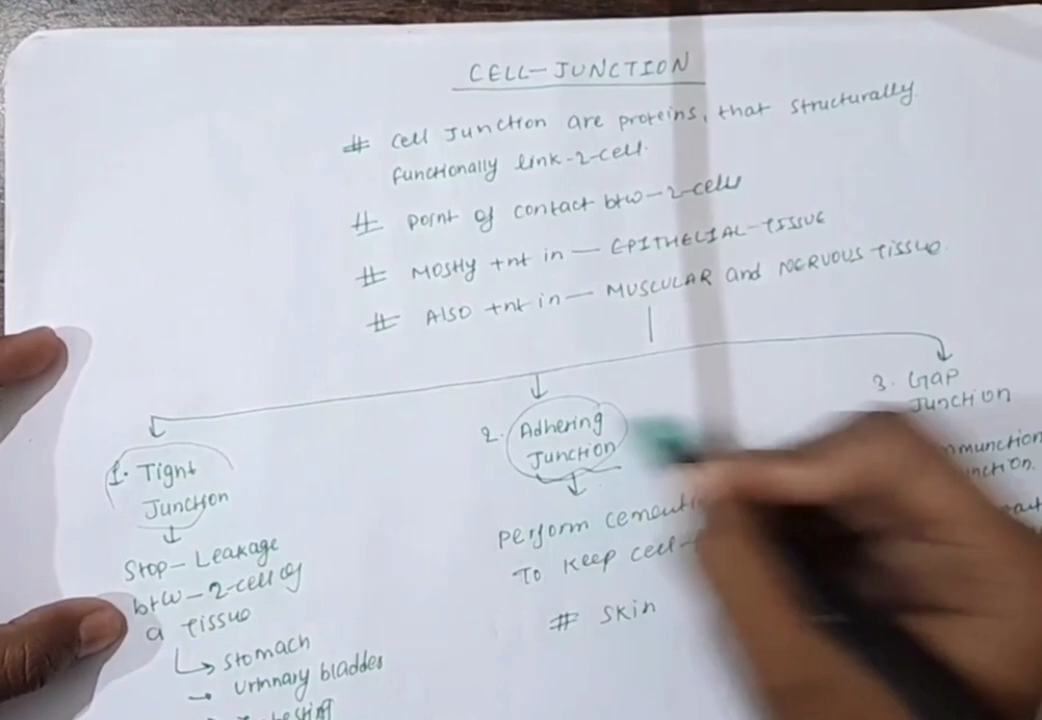 CELL-JUNCTION
# cell Junction are proteins, that structurally
functionally link-2-cell.
# point of contact btw-2-cells
# MOStly +nt in - EPITHELIAL-TISSUE
# Also +nt in - MUSCULAR and NERVOUS Tissue.
1. Tight
Junction
Stop-Leakage
btw-2-cell of
a Tissue
Stomach
Urinnary bladder
2. Adhering
Junction
perform
To Keep cell-
# Skin
3. Gap
Junction